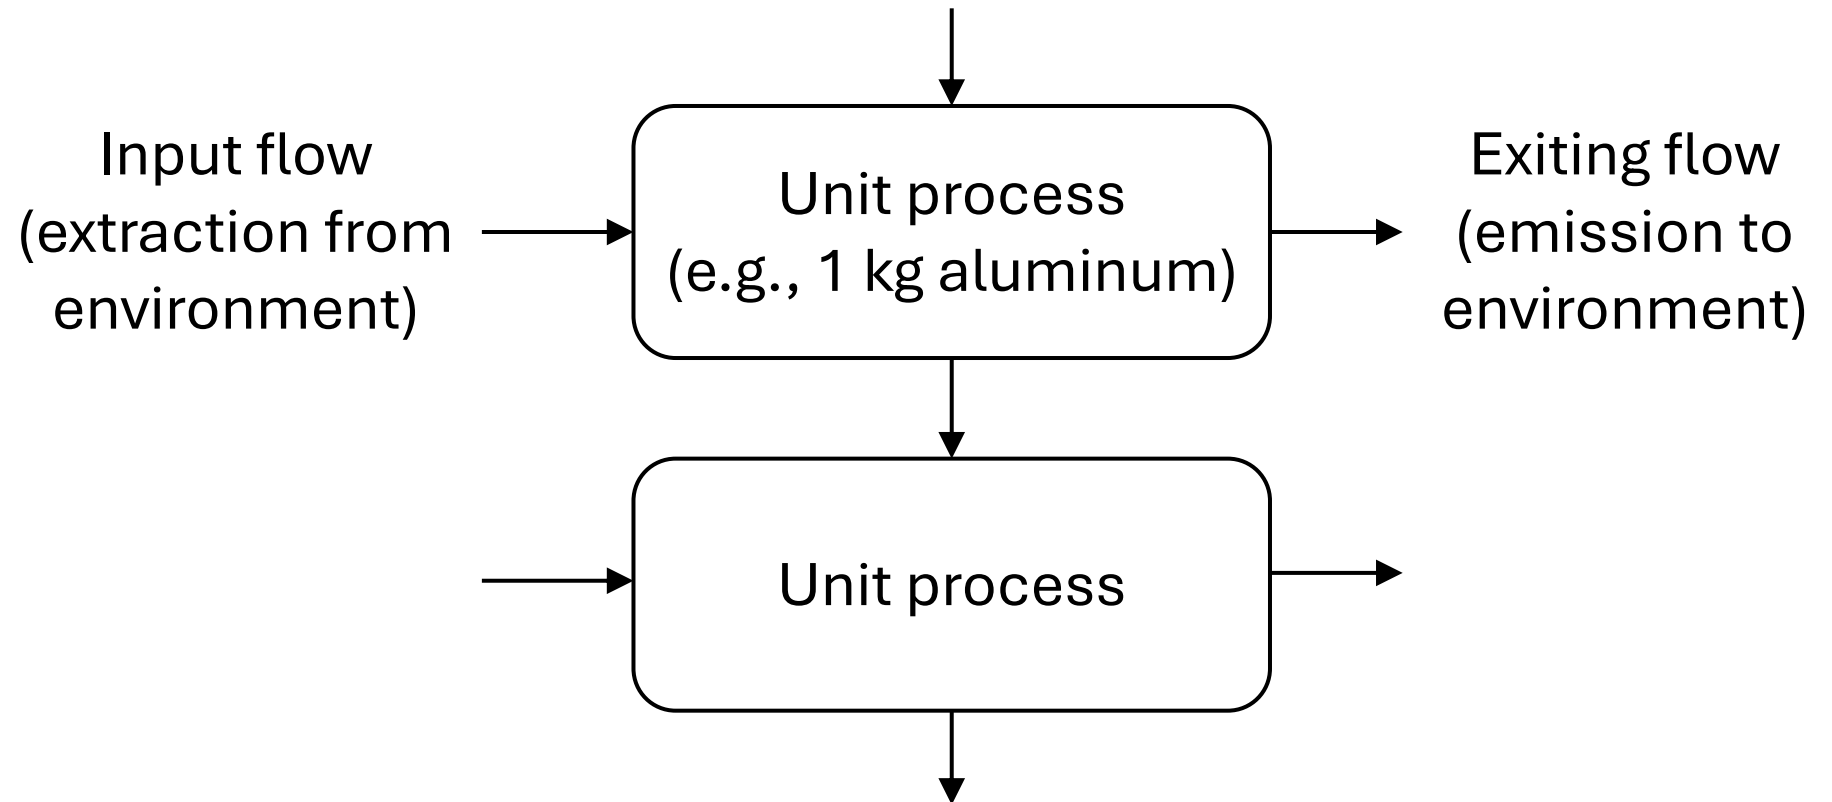 Input flow
(extraction from
environment)
Unit process
(e.g., 1 kg aluminum)
Exiting flow
(emission to
environment)
Unit process